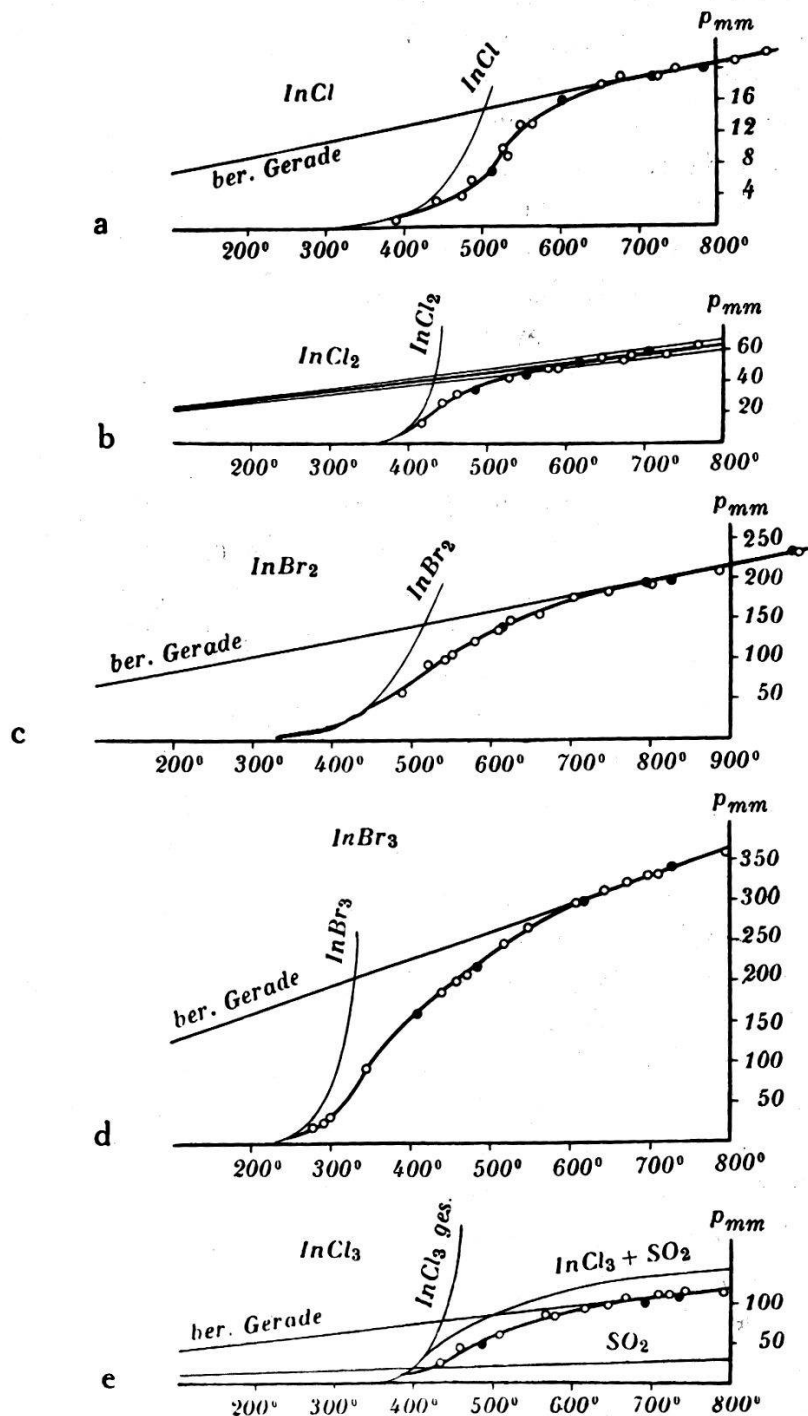 p mm
InCl
InCl
16
12
8
4
ber. Gerade
a
200° 300° 400° 500° 600° 700° 800°
p mm
InCl₂
InCl₂
60
40
20
b
200° 300° 400° 500° 600° 700° 800°
p mm
InBr₂
InBr₂
250
200
150
100
50
ber. Gerade
c
200° 300° 400° 500° 600° 700° 800° 900°
p mm
InBr₃
InBr₃
350
300
250
200
150
100
50
ber. Gerade
d
200° 300° 400° 500° 600° 700° 800°
p mm
InCl₃
InCl₃ ges.
InCl₃ + SO₂
ber. Gerade
100
SO₂
50
e
200° 300° 400° 500° 600° 700° 800°